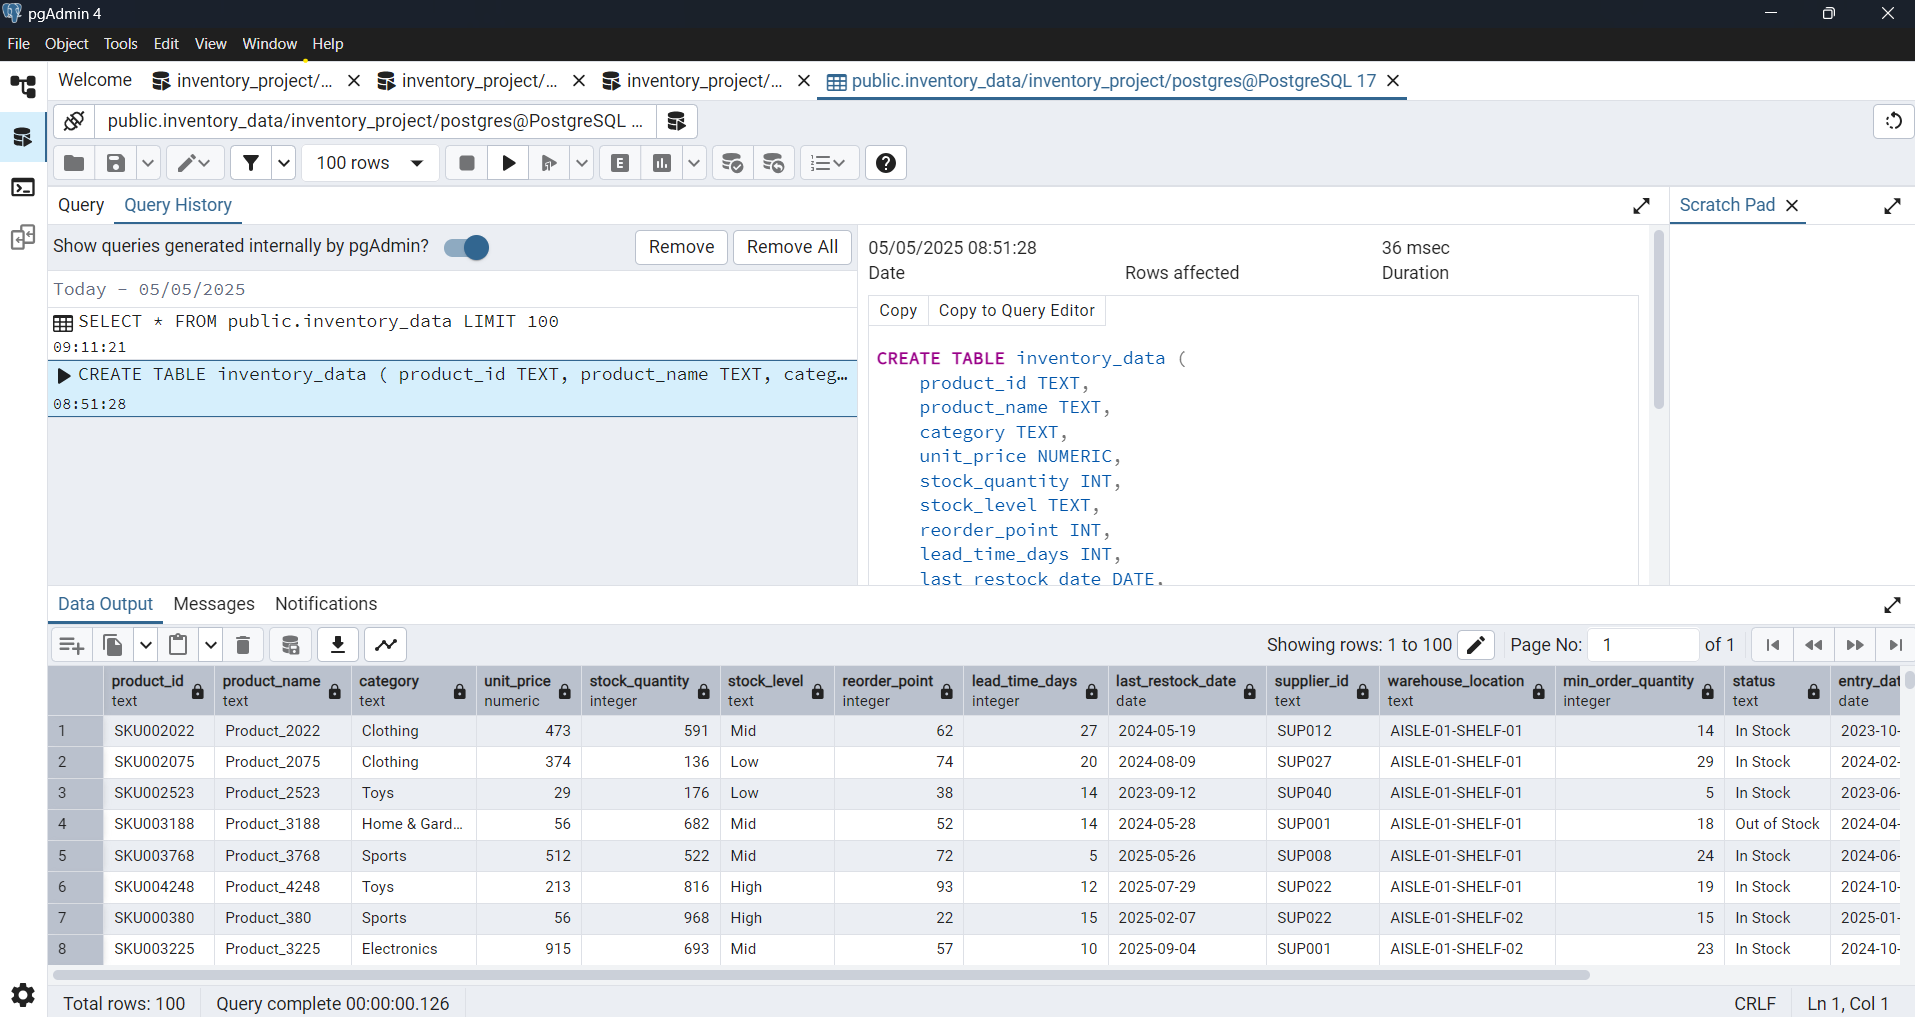 pgAdmin 4
File Object Tools Edit View Window Help
Welcome inventory_project/... inventory_project/... inventory_project/... public.inventory_data/inventory_project/postgres@PostgreSQL 17
public.inventory_data/inventory_project/postgres@PostgreSQL ...
100 rows
Query Query History
Scratch Pad
Show queries generated internally by pgAdmin? Remove Remove All
Today - 05/05/2025
SELECT * FROM public.inventory_data LIMIT 100
09:11:21
CREATE TABLE inventory_data ( product_id TEXT, product_name TEXT, categ...
08:51:28
05/05/2025 08:51:28 36 msec
Date Rows affected Duration
Copy Copy to Query Editor
CREATE TABLE inventory_data (
product_id TEXT,
product_name TEXT,
category TEXT,
unit_price NUMERIC,
stock_quantity INT,
stock_level TEXT,
reorder_point INT,
lead_time_days INT,
last_restock_date DATE,
Data Output Messages Notifications
Showing rows: 1 to 100 Page No: 1 of 1
product_id product_name category unit_price stock_quantity stock_level reorder_point lead_time_days last_restock_date supplier_id warehouse_location min_order_quantity status entry_dat
text text text numeric integer text integer integer date text text integer text date
1 SKU002022 Product_2022 Clothing 473 591 Mid 62 27 2024-05-19 SUP012 AISLE-01-SHELF-01 14 In Stock 2023-10-
2 SKU002075 Product_2075 Clothing 374 136 Low 74 20 2024-08-09 SUP027 AISLE-01-SHELF-01 29 In Stock 2024-02-
3 SKU002523 Product_2523 Toys 29 176 Low 38 14 2023-09-12 SUP040 AISLE-01-SHELF-01 5 In Stock 2023-06-
4 SKU003188 Product_3188 Home & Gard... 56 682 Mid 52 14 2024-05-28 SUP001 AISLE-01-SHELF-01 18 Out of Stock 2024-04-
5 SKU003768 Product_3768 Sports 512 522 Mid 72 5 2025-05-26 SUP008 AISLE-01-SHELF-01 24 In Stock 2024-06-
6 SKU004248 Product_4248 Toys 213 816 High 93 12 2025-07-29 SUP022 AISLE-01-SHELF-01 19 In Stock 2024-10-
7 SKU000380 Product_380 Sports 56 968 High 22 15 2025-02-07 SUP022 AISLE-01-SHELF-02 15 In Stock 2025-01-
8 SKU003225 Product_3225 Electronics 915 693 Mid 57 10 2025-09-04 SUP001 AISLE-01-SHELF-02 23 In Stock 2024-10-
Total rows: 100 Query complete 00:00:00.126 CRLF Ln 1, Col 1